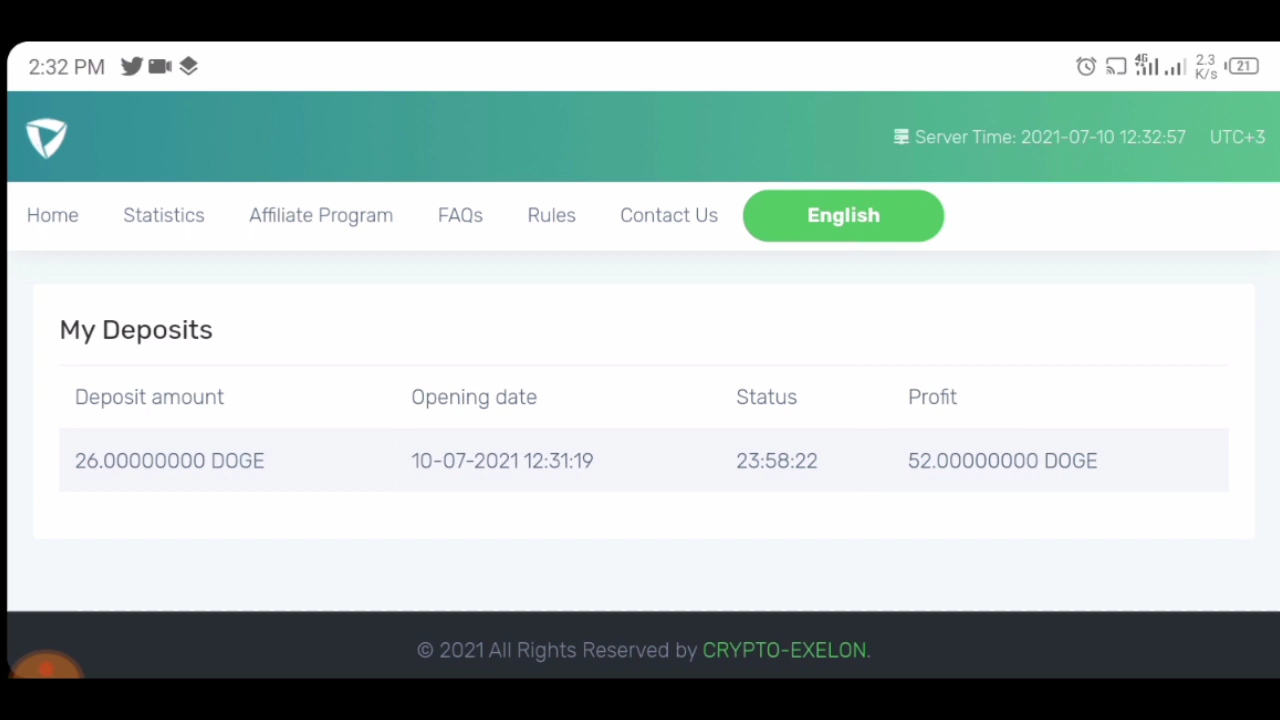 2:32 PM 4G 2.3 K/s 21
Server Time: 2021-07-10 12:32:57 UTC+3
Home Statistics Affiliate Program FAQs Rules Contact Us English
My Deposits
Deposit amount Opening date Status Profit
26.00000000 DOGE 10-07-2021 12:31:19 23:58:22 52.00000000 DOGE
© 2021 All Rights Reserved by CRYPTO-EXELON.